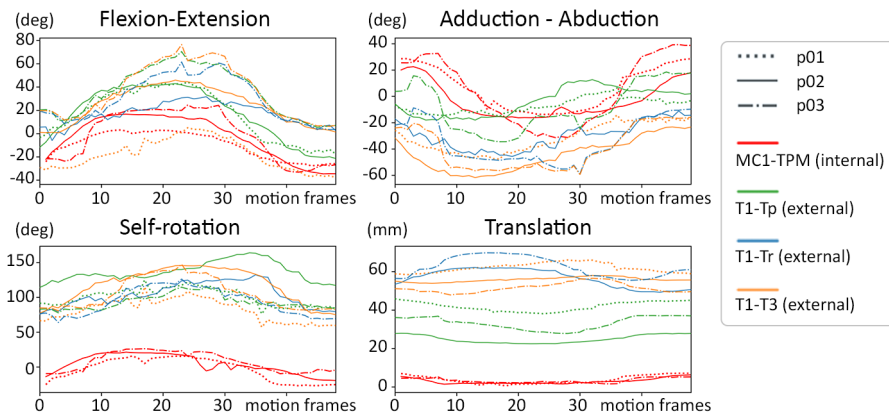 (deg) Flexion-Extension
80
60
40
20
0
-20
-40
0 10 20 30 motion frames
(deg) Adduction - Abduction
40
20
0
-20
-40
-60
0 10 20 30 motion frames
(deg) Self-rotation
150
100
50
0
0 10 20 30 motion frames
(mm) Translation
60
40
20
0
0 10 20 30 motion frames
p01
p02
p03
MC1-TPM (internal)
T1-Tp (external)
T1-Tr (external)
T1-T3 (external)